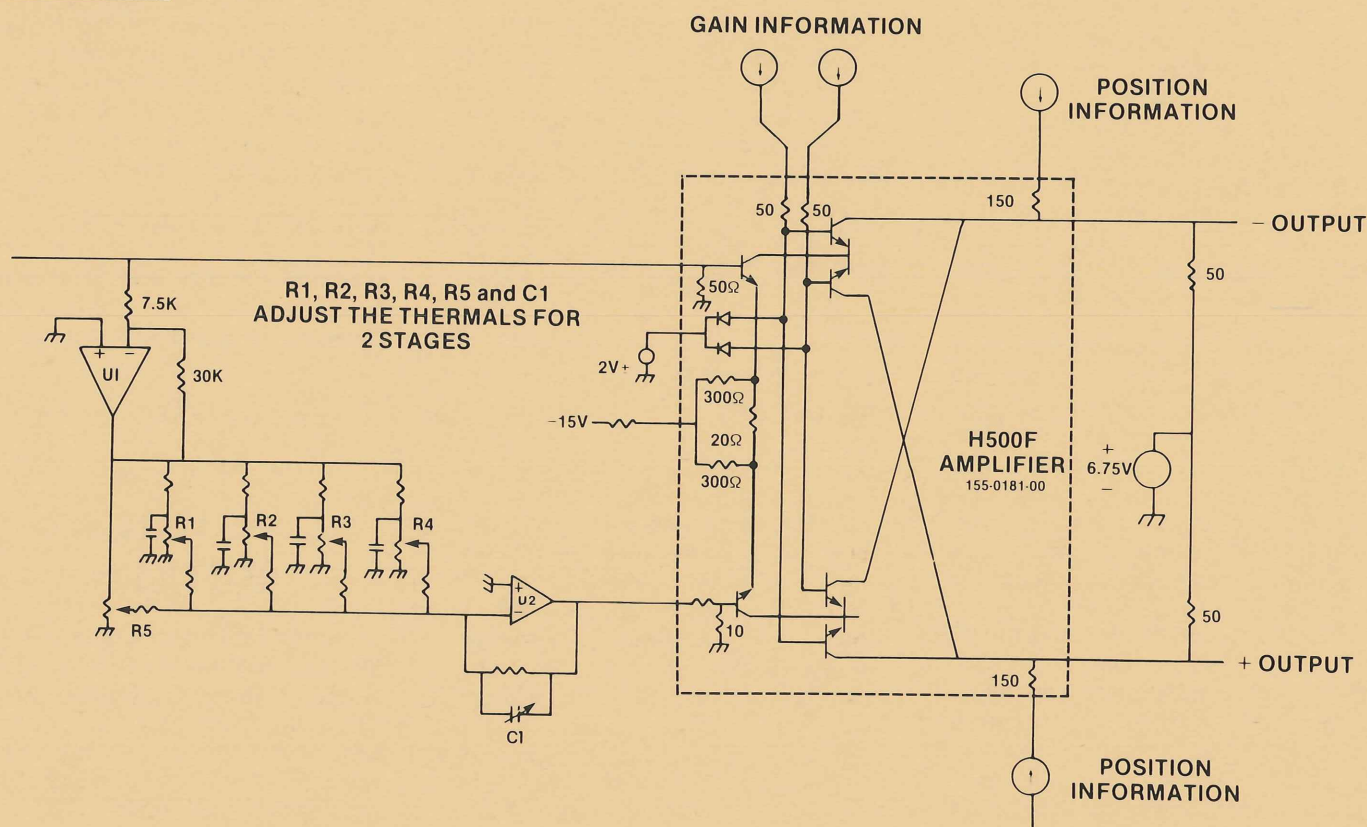 GAIN INFORMATION
POSITION
INFORMATION
150
50
50
− OUTPUT
50
50Ω
7.5K
R1, R2, R3, R4, R5 and C1
ADJUST THE THERMALS FOR
2 STAGES
+
−
U1
30K
2V+
300Ω
−15V
20Ω
300Ω
H500F
AMPLIFIER
155-0181-00
+
6.75V
−
R1
R2
R3
R4
R5
+
U2
−
10
C1
50
+ OUTPUT
150
POSITION
INFORMATION